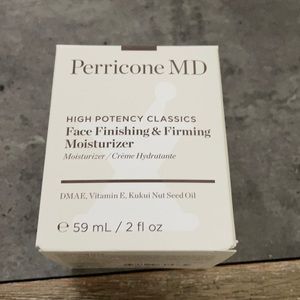 Perricone MD
HIGH POTENCY CLASSICS
Face Finishing & Firming
Moisturizer
Moisturizer / Crème Hydratante
DMAE, Vitamin E, Kukui Nut Seed Oil
℮ 59 mL / 2 fl oz